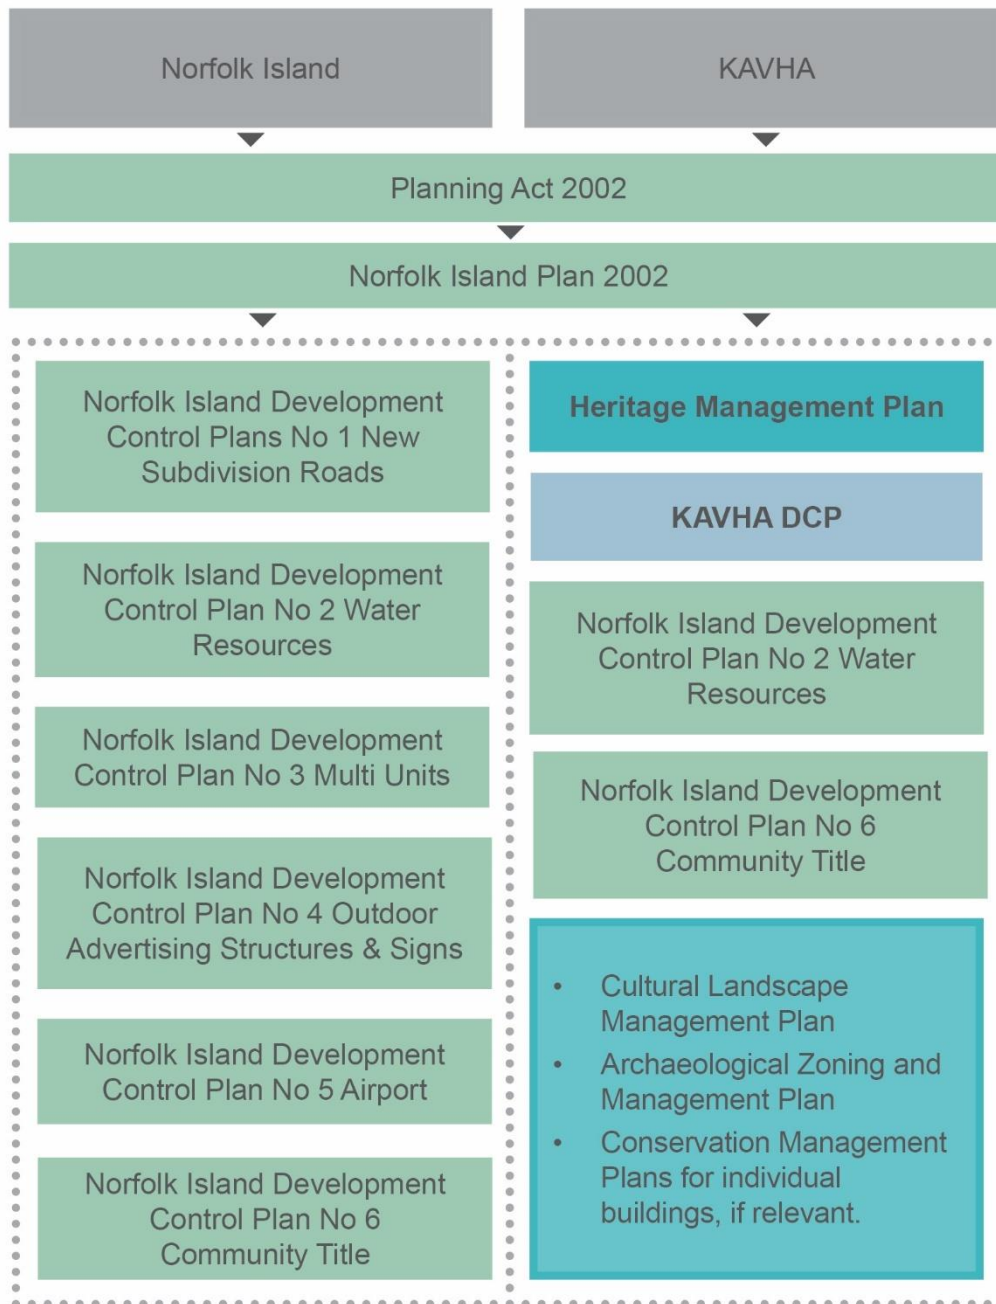 Norfolk Island
KAVHA
Planning Act 2002
Norfolk Island Plan 2002
Norfolk Island Development
Control Plans No 1 New
Subdivision Roads
Norfolk Island Development
Control Plan No 2 Water
Resources
Norfolk Island Development
Control Plan No 3 Multi Units
Norfolk Island Development
Control Plan No 4 Outdoor
Advertising Structures & Signs
Norfolk Island Development
Control Plan No 5 Airport
Norfolk Island Development
Control Plan No 6
Community Title
Heritage Management Plan
KAVHA DCP
Norfolk Island Development
Control Plan No 2 Water
Resources
Norfolk Island Development
Control Plan No 6
Community Title
• Cultural Landscape
Management Plan
• Archaeological Zoning and
Management Plan
• Conservation Management
Plans for individual
buildings, if relevant.